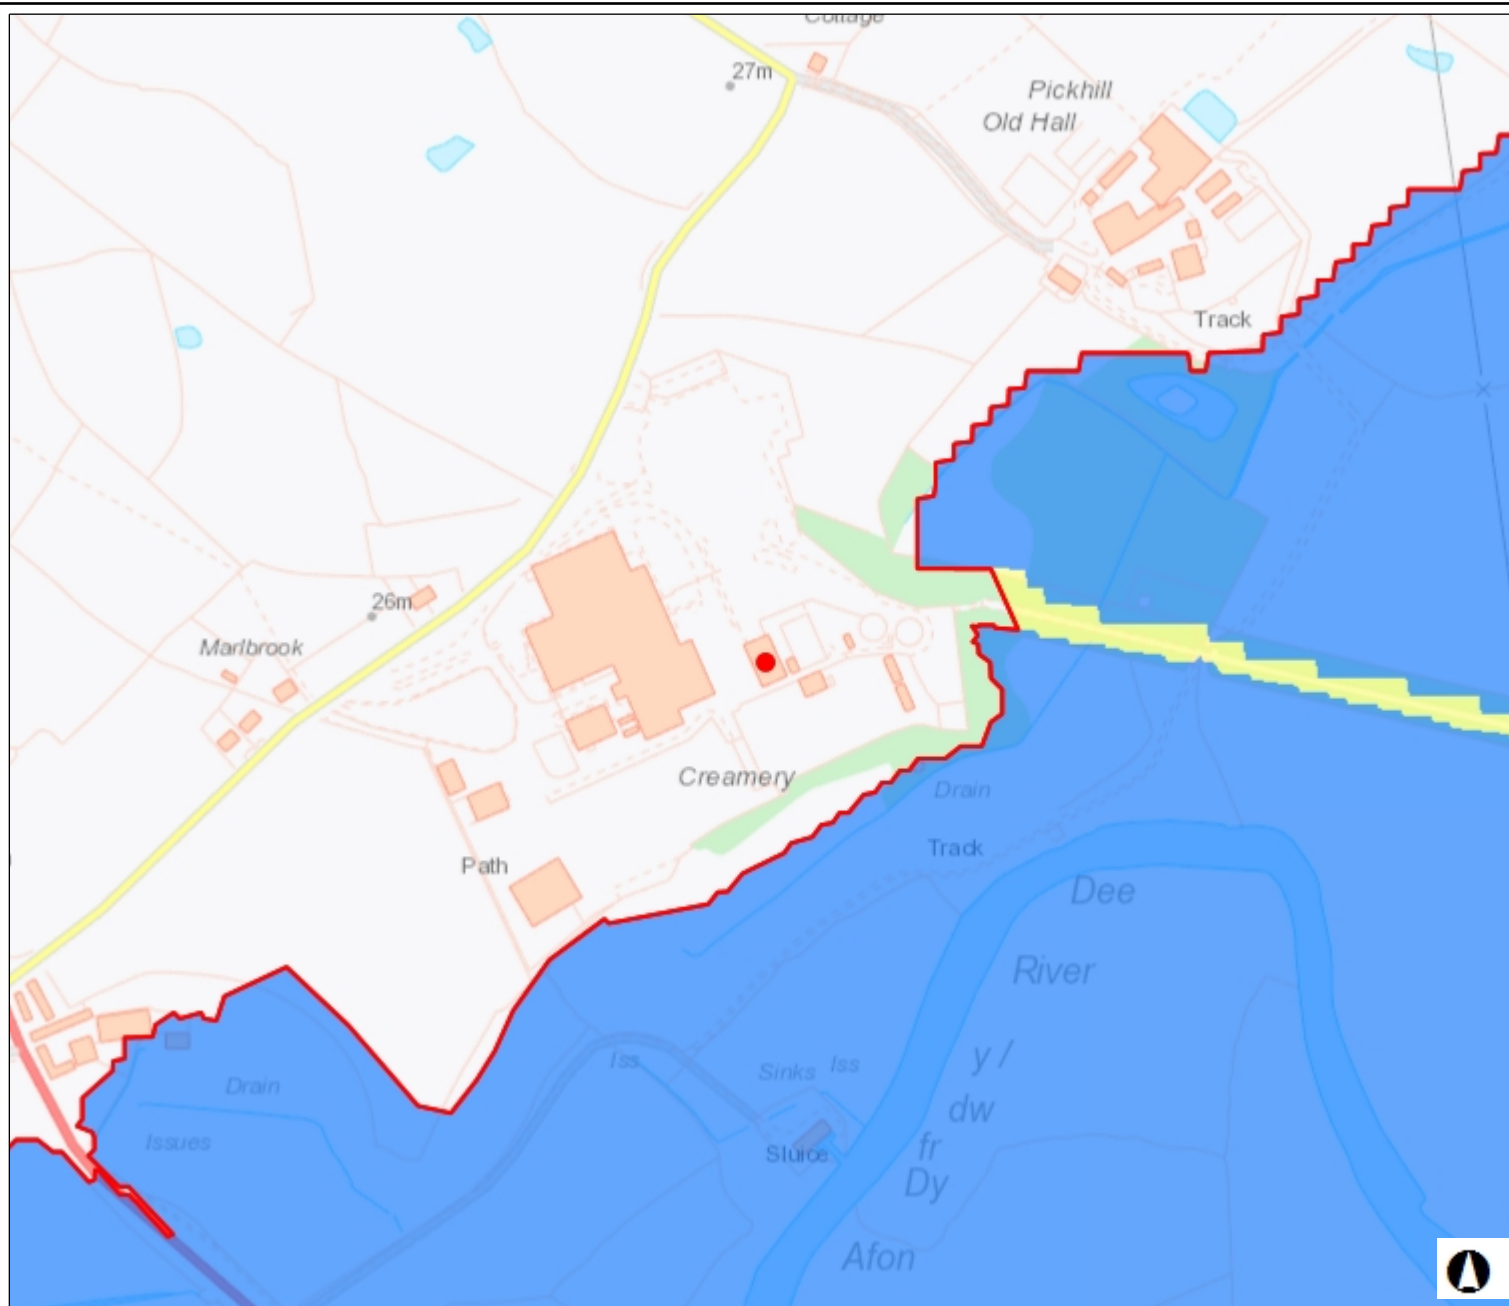 Cottage
27m
Pickhill
Old Hall
Track
26m
Marlbrook
Creamery
Drain
Track
Path
Dee
River
y /
dw
fr
Dy
Afon
Iss
Sinks
Iss
Sluice
Drain
Issues